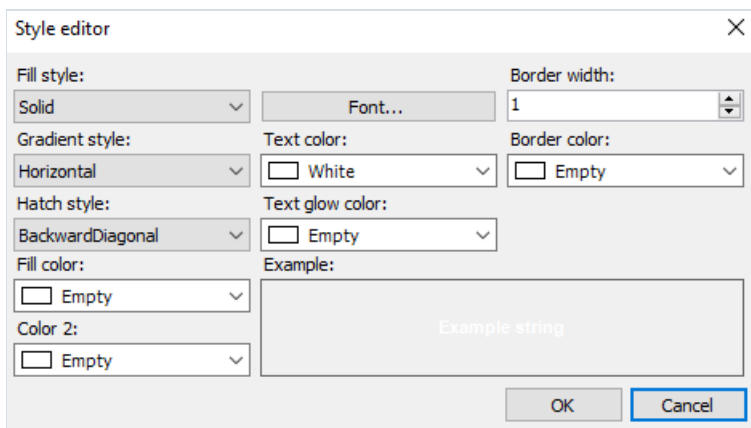 Style editor
Fill style:
Border width:
Solid
Font...
1
Gradient style:
Text color:
Border color:
Horizontal
White
Empty
Hatch style:
Text glow color:
BackwardDiagonal
Empty
Fill color:
Example:
Empty
Example string
Color 2:
Empty
OK
Cancel